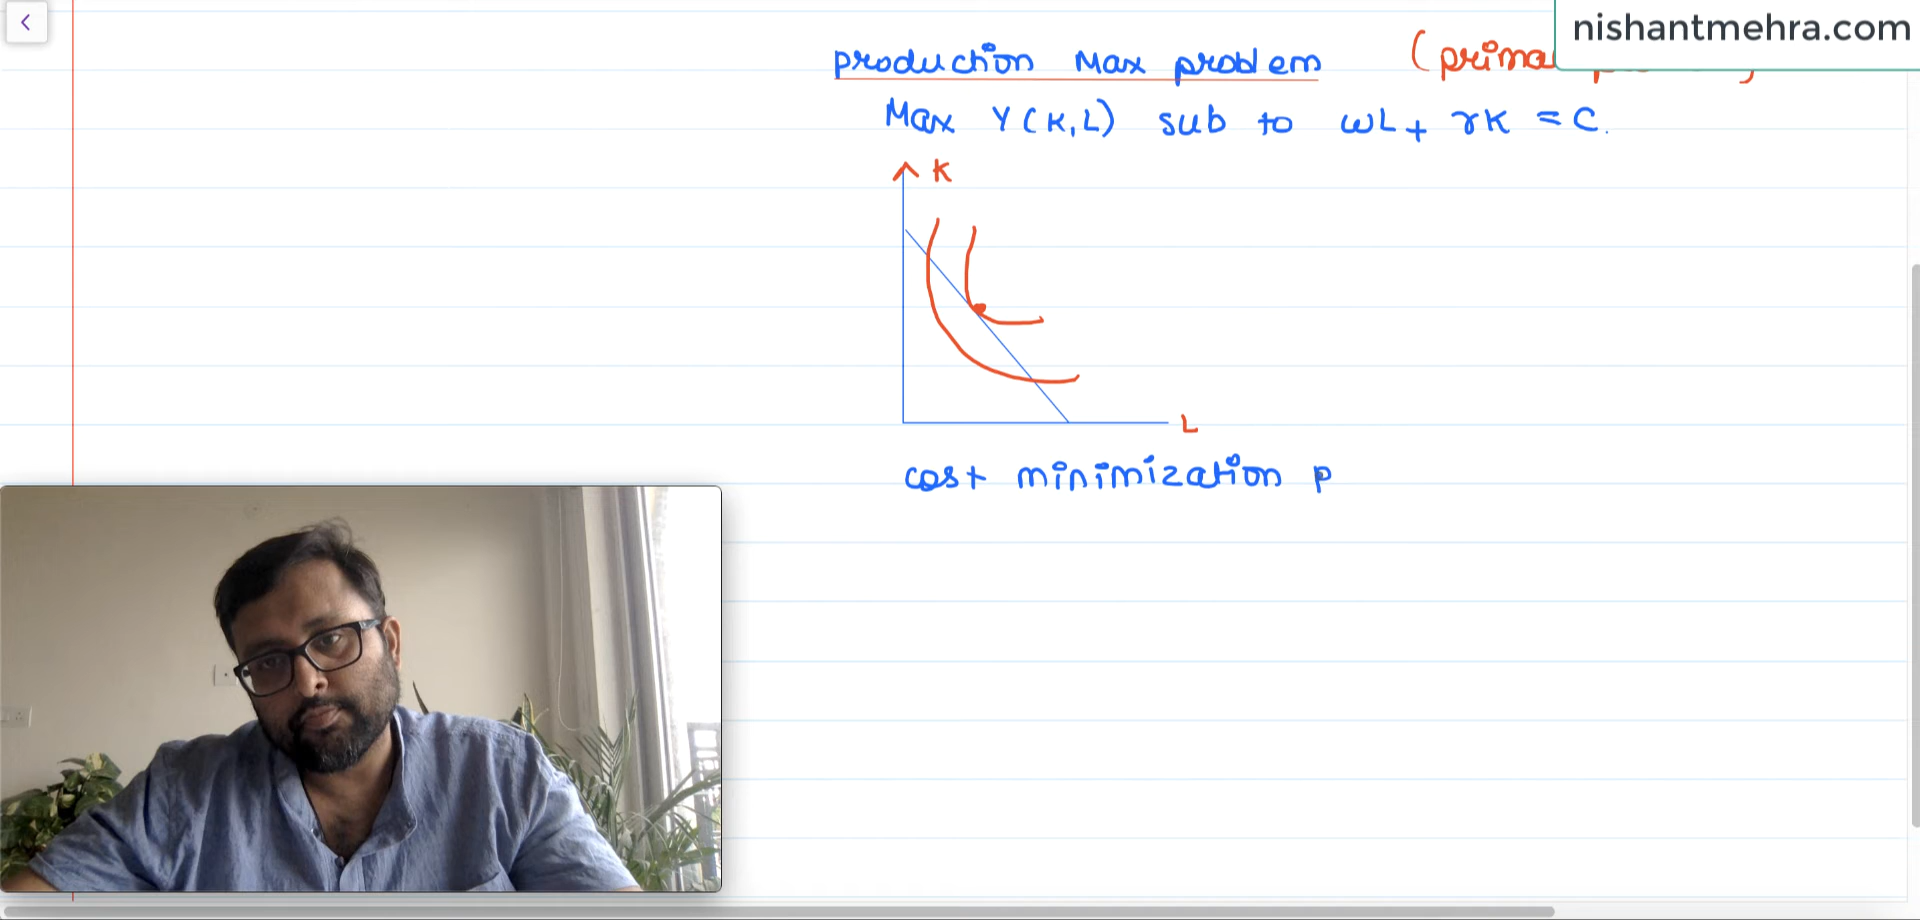 nishantmehra.com
production Max problem (prima
Max Y(K,L) sub to wL + rK = C.
K
L
cost minimization p